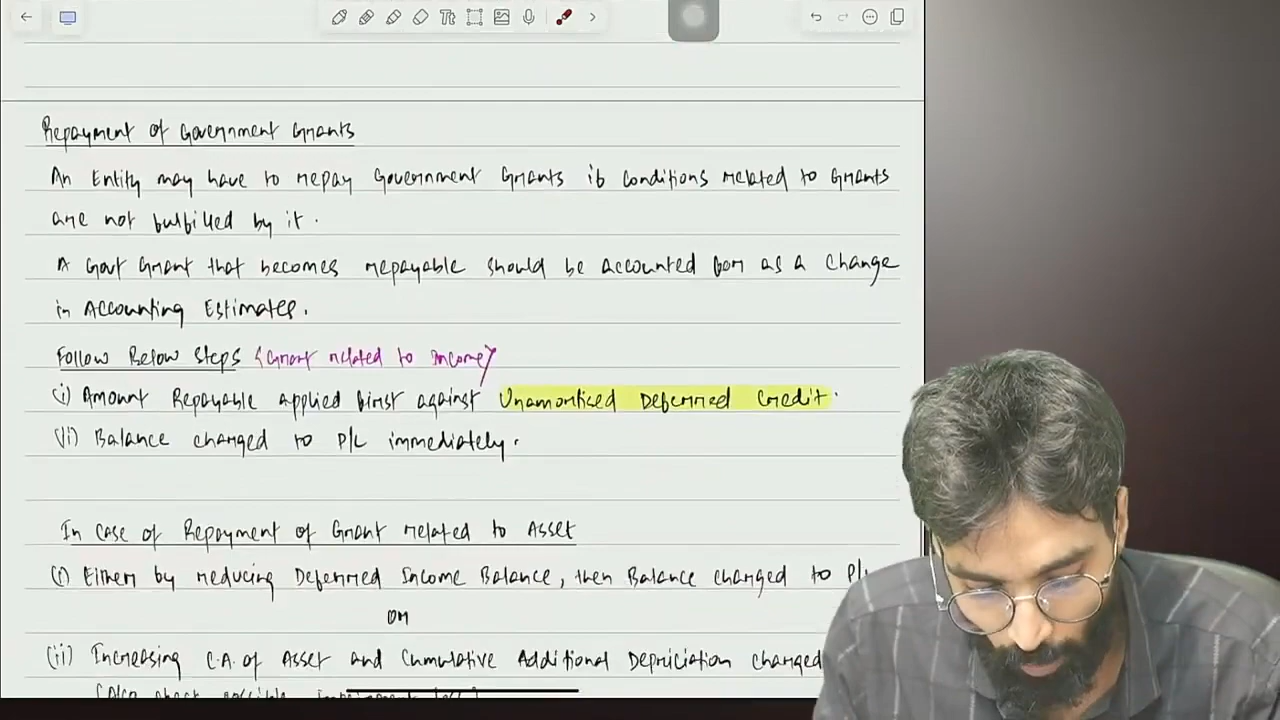 Repayment of Government Grants
An Entity may have to repay Government Grants if conditions related to Grants
are not fulfilled by it.
A Govt Grant that becomes repayable should be accounted for as a change
in Accounting Estimates.
Follow Below Steps {Grant related to Income}
(i) Amount Repayable applied first against Unamortised Deferred Credit.
(ii) Balance charged to P/L immediately.
In Case of Repayment of Grant related to Asset
(i) Either by reducing Deferred Income Balance, then Balance charged to P/L
OR
(ii) Increasing C.A. of Asset and Cumulative Additional Depriciation charged